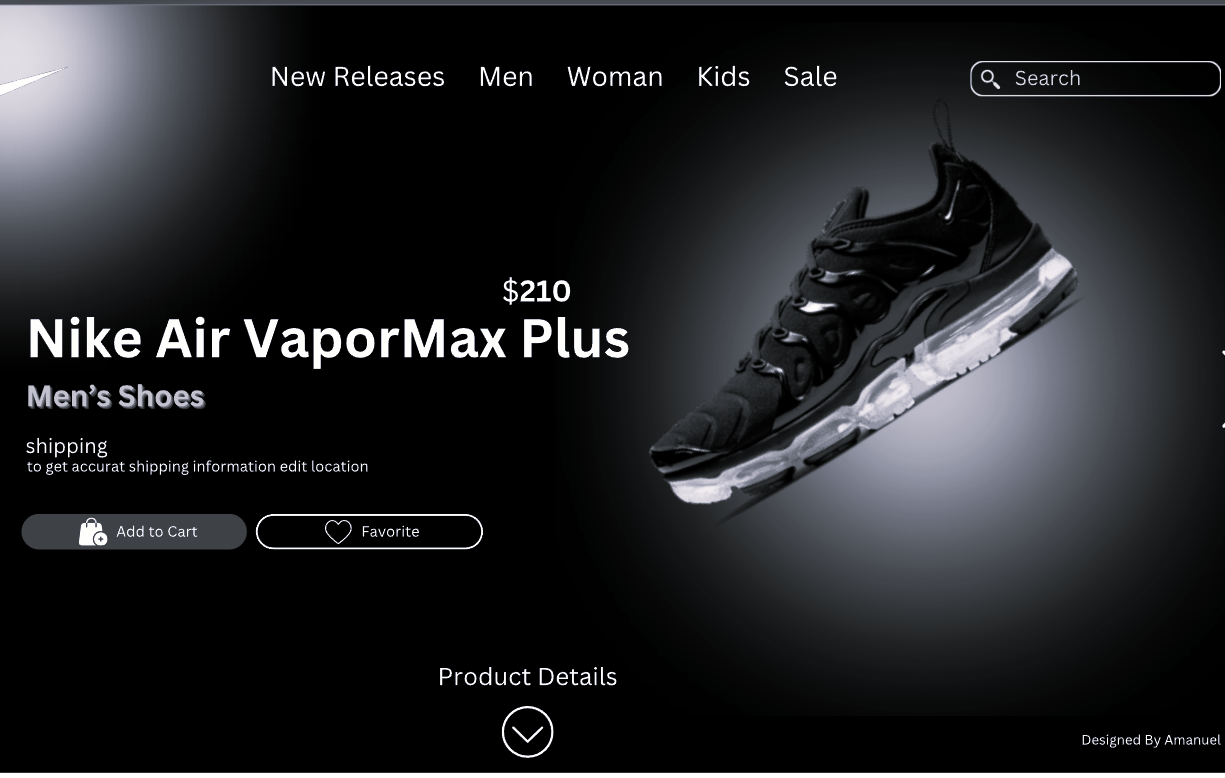 New Releases Men Woman Kids Sale
Search
$210
Nike Air VaporMax Plus
Men's Shoes
shipping
to get accurat shipping information edit location
Add to Cart
Favorite
Product Details
Designed By Amanuel